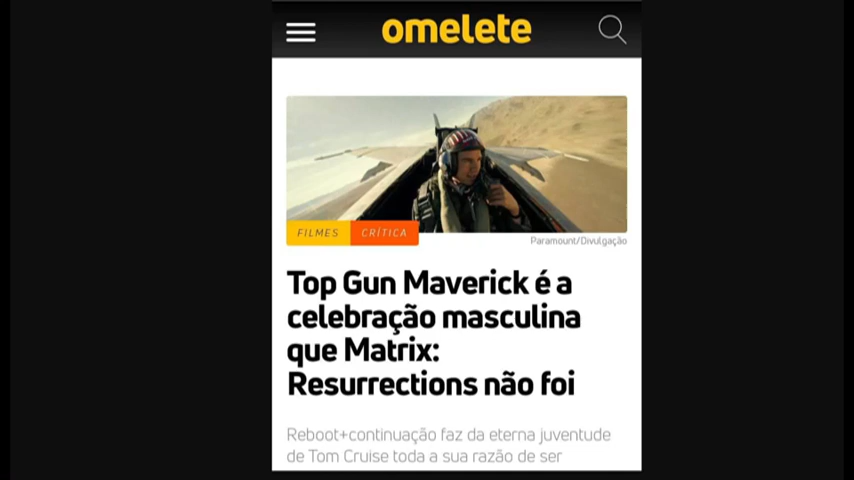 omelete
FILMES CRÍTICA
Paramount/Divulgação
Top Gun Maverick é a
celebração masculina
que Matrix:
Resurrections não foi
Reboot+continuação faz da eterna juventude
de Tom Cruise toda a sua razão de ser